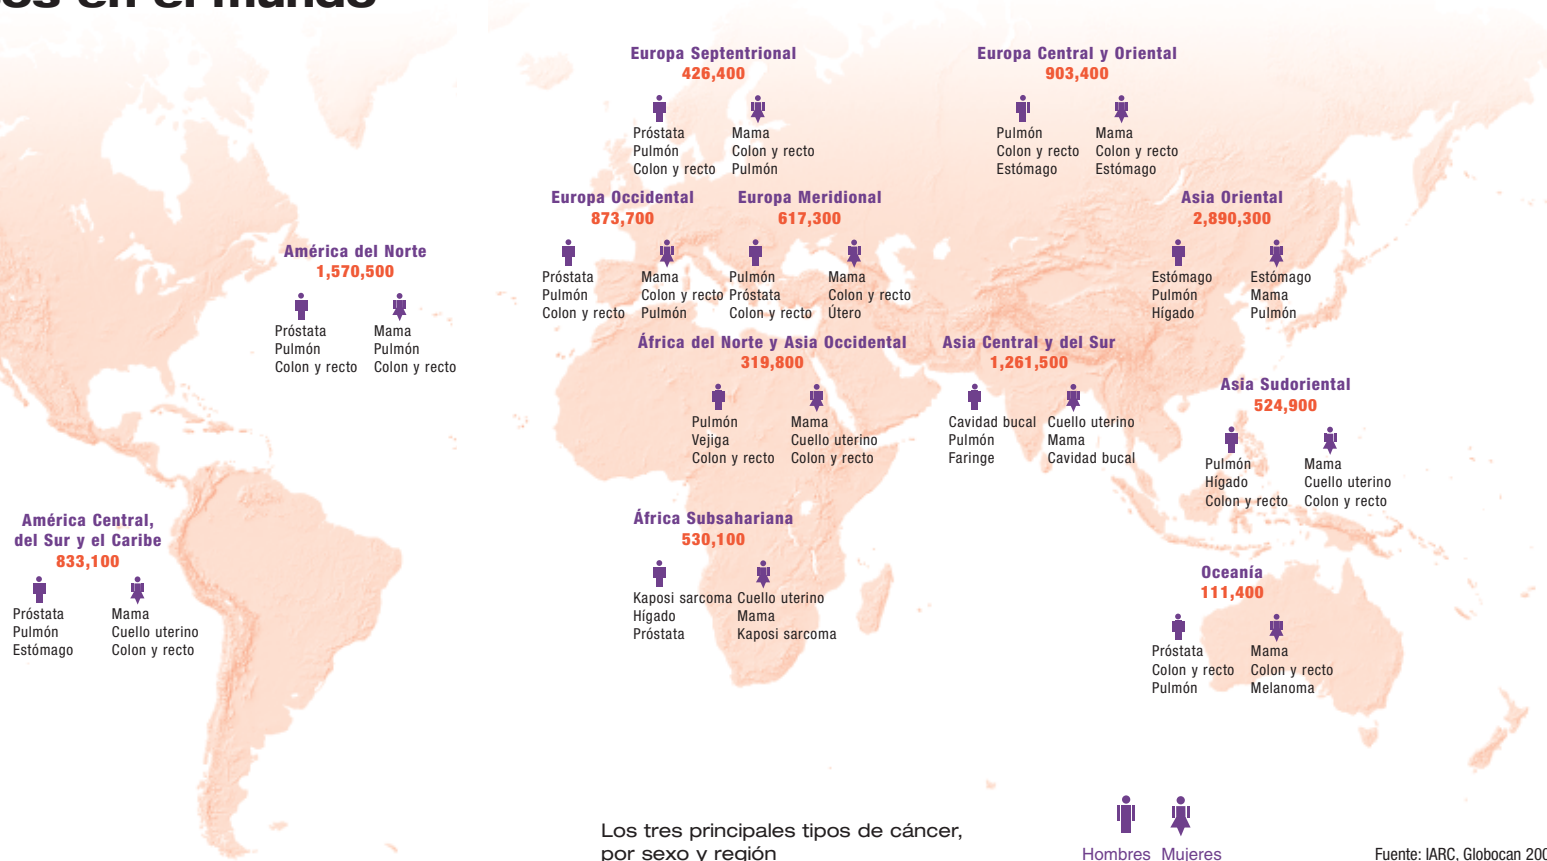 en el mundo
Europa Septentrional
426,400
Próstata
Pulmón
Colon y recto
Mama
Colon y recto
Pulmón
Europa Central y Oriental
903,400
Pulmón
Colon y recto
Estómago
Mama
Colon y recto
Estómago
Europa Occidental
873,700
Próstata
Pulmón
Colon y recto
Mama
Colon y recto
Pulmón
Europa Meridional
617,300
Pulmón
Próstata
Colon y recto
Mama
Colon y recto
Útero
Asia Oriental
2,890,300
Estómago
Pulmón
Hígado
Estómago
Mama
Pulmón
América del Norte
1,570,500
Próstata
Pulmón
Colon y recto
Mama
Pulmón
Colon y recto
África del Norte y Asia Occidental
319,800
Pulmón
Vejiga
Colon y recto
Mama
Cuello uterino
Colon y recto
Asia Central y del Sur
1,261,500
Cavidad bucal
Pulmón
Faringe
Cuello uterino
Mama
Cavidad bucal
Asia Sudoriental
524,900
Pulmón
Hígado
Colon y recto
Mama
Cuello uterino
Colon y recto
América Central,
del Sur y el Caribe
833,100
Próstata
Pulmón
Estómago
Mama
Cuello uterino
Colon y recto
África Subsahariana
530,100
Kaposi sarcoma
Hígado
Próstata
Cuello uterino
Mama
Kaposi sarcoma
Oceanía
111,400
Próstata
Colon y recto
Pulmón
Mama
Colon y recto
Melanoma
Los tres principales tipos de cáncer,
por sexo y región
Hombres Mujeres
Fuente: IARC, Globocan